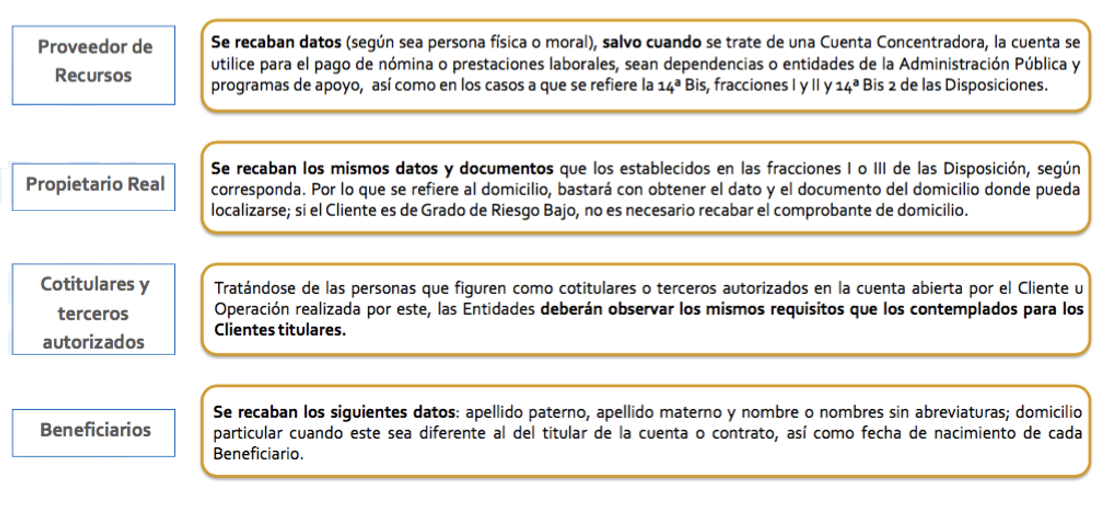 Proveedor de
Recursos
Se recaban datos (según sea persona física o moral), salvo cuando se trate de una Cuenta Concentradora, la cuenta se
utilice para el pago de nómina o prestaciones laborales, sean dependencias o entidades de la Administración Pública y
programas de apoyo, así como en los casos a que se refiere la 14ª Bis, fracciones I y II y 14ª Bis 2 de las Disposiciones.
Propietario Real
Se recaban los mismos datos y documentos que los establecidos en las fracciones I o III de las Disposición, según
corresponda. Por lo que se refiere al domicilio, bastará con obtener el dato y el documento del domicilio donde pueda
localizarse; si el Cliente es de Grado de Riesgo Bajo, no es necesario recabar el comprobante de domicilio.
Cotitulares y
terceros
autorizados
Tratándose de las personas que figuren como cotitulares o terceros autorizados en la cuenta abierta por el Cliente u
Operación realizada por este, las Entidades deberán observar los mismos requisitos que los contemplados para los
Clientes titulares.
Beneficiarios
Se recaban los siguientes datos: apellido paterno, apellido materno y nombre o nombres sin abreviaturas; domicilio
particular cuando este sea diferente al del titular de la cuenta o contrato, así como fecha de nacimiento de cada
Beneficiario.